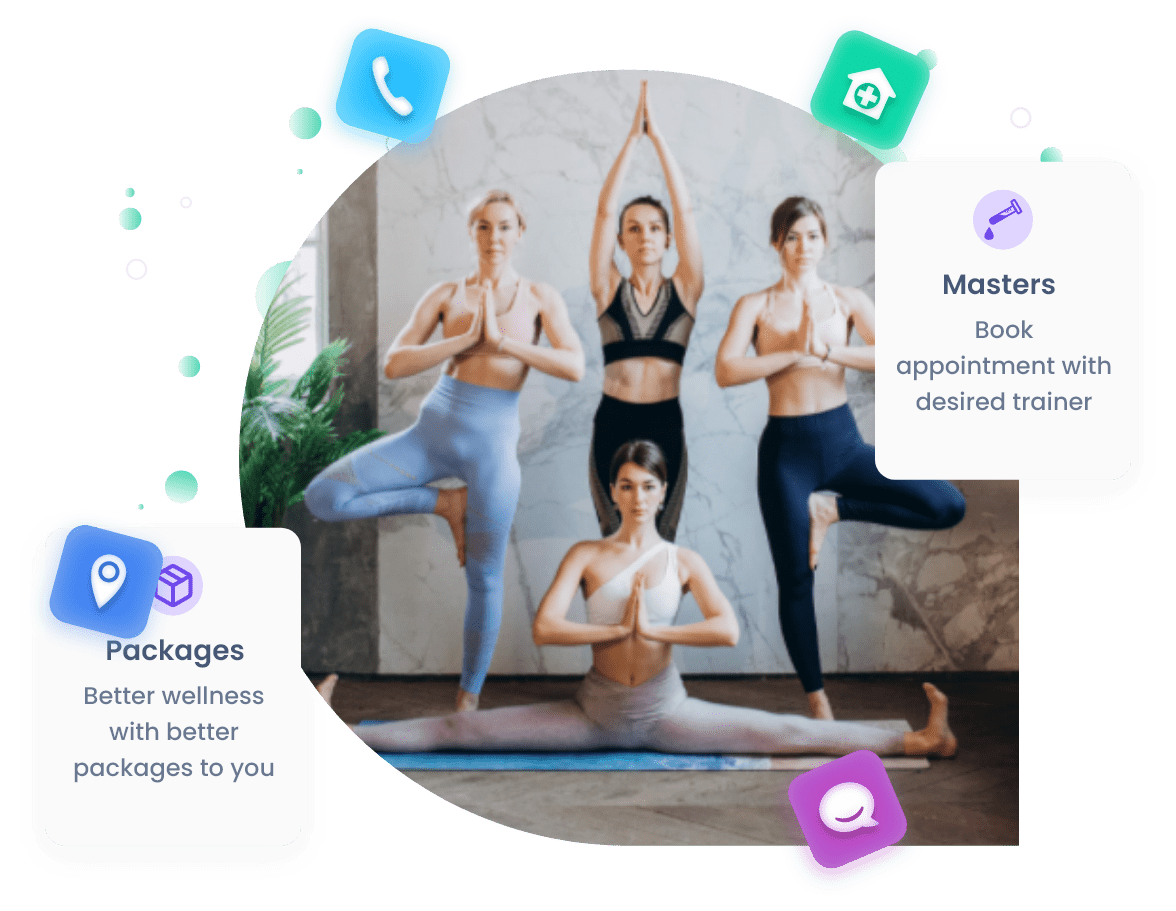 Masters
Book
appointment with
desired trainer
Packages
Better wellness
with better
packages to you